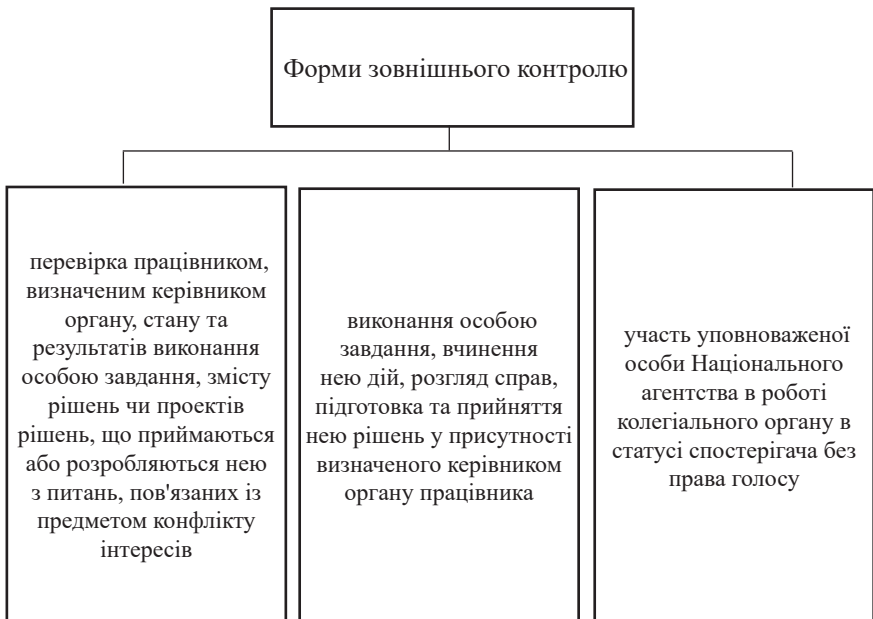 Форми зовнішнього контролю
перевірка працівником,
визначеним керівником
органу, стану та
результатів виконання
особою завдання, змісту
рішень чи проектів
рішень, що приймаються
або розробляються нею
з питань, пов'язаних із
предметом конфлікту
інтересів
виконання особою
завдання, вчинення
нею дій, розгляд справ,
підготовка та прийняття
нею рішень у присутності
визначеного керівником
органу працівника
участь уповноваженої
особи Національного
агентства в роботі
колегіального органу в
статусі спостерігача без
права голосу